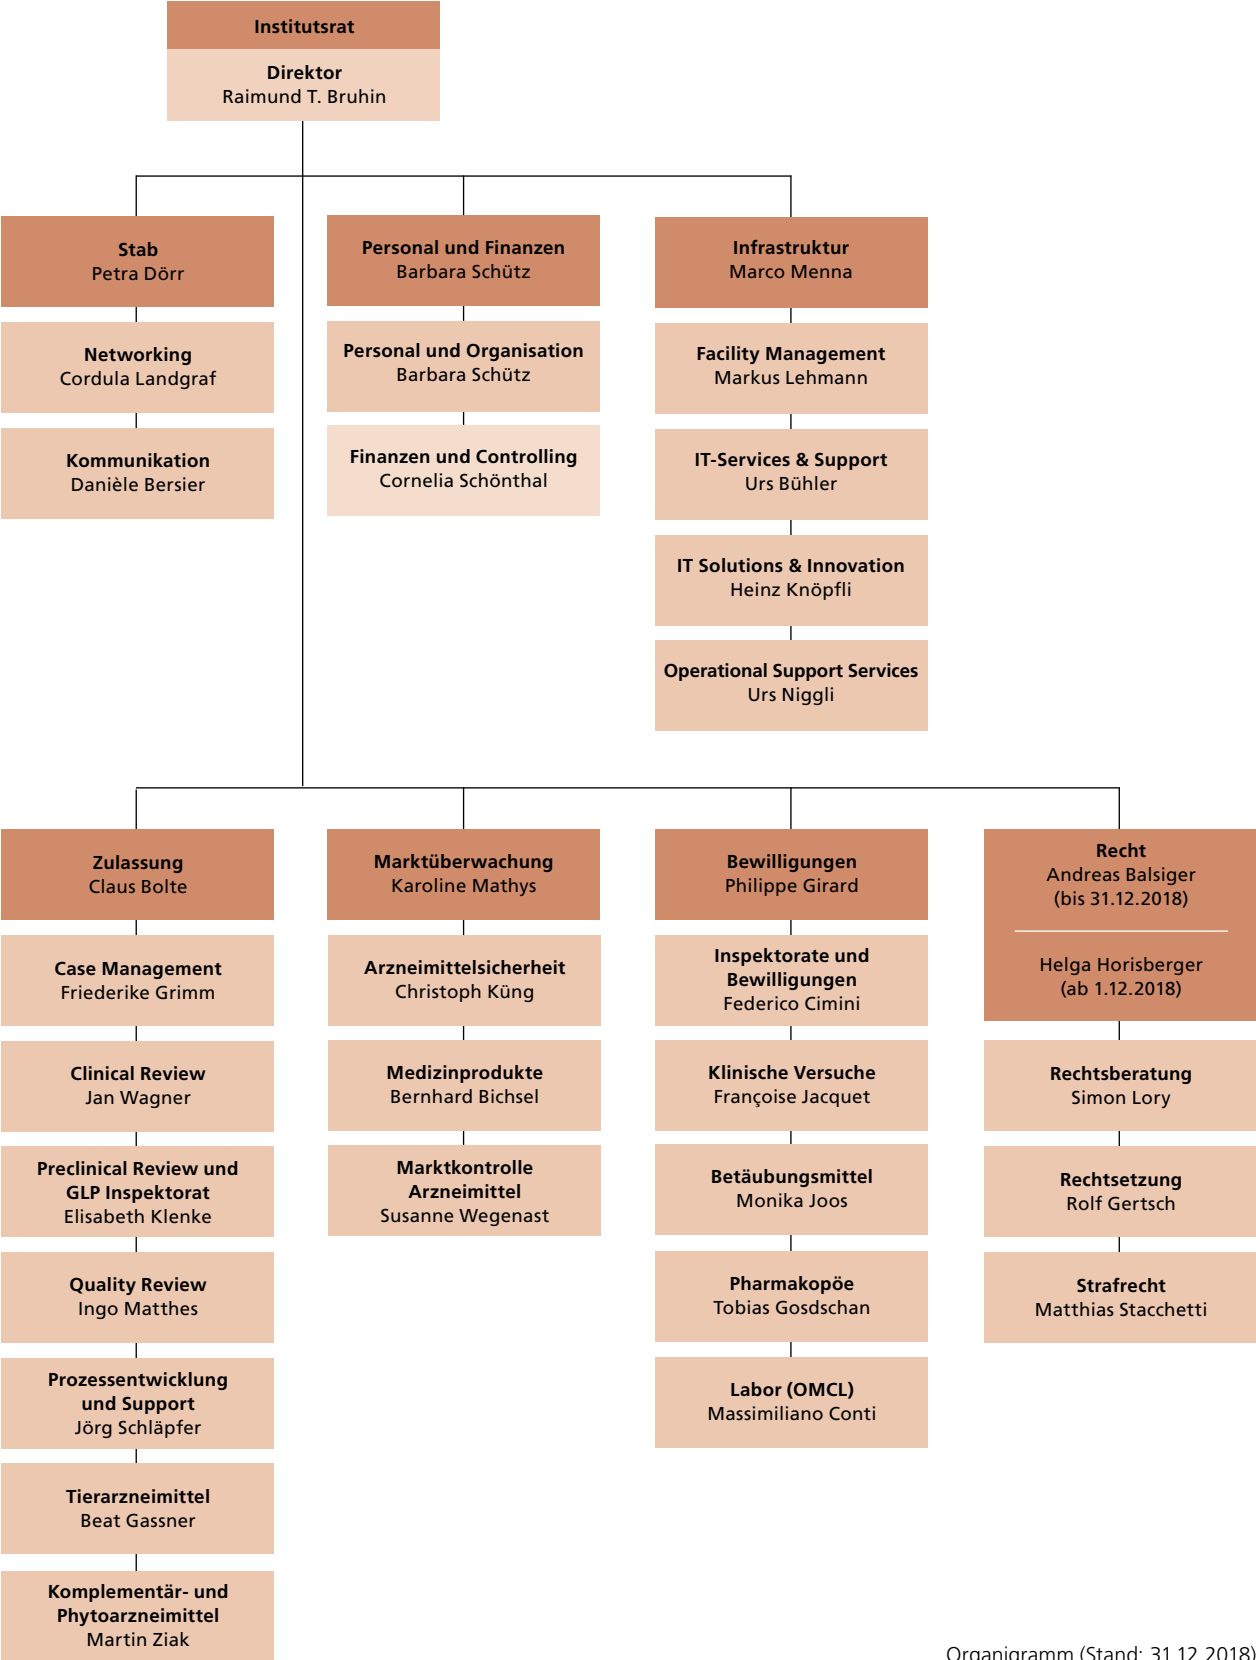 Institutsrat
Direktor
Raimund T. Bruhin
Stab
Petra Dörr
Networking
Cordula Landgraf
Kommunikation
Danièle Bersier
Personal und Finanzen
Barbara Schütz
Personal und Organisation
Barbara Schütz
Finanzen und Controlling
Cornelia Schönthal
Infrastruktur
Marco Menna
Facility Management
Markus Lehmann
IT-Services & Support
Urs Bühler
IT Solutions & Innovation
Heinz Knöpfli
Operational Support Services
Urs Niggli
Zulassung
Claus Bolte
Case Management
Friederike Grimm
Clinical Review
Jan Wagner
Preclinical Review und
GLP Inspektorat
Elisabeth Klenke
Quality Review
Ingo Matthes
Prozessentwicklung
und Support
Jörg Schläpfer
Tierarzneimittel
Beat Gassner
Komplementär- und
Phytoarzneimittel
Martin Ziak
Marktüberwachung
Karoline Mathys
Arzneimittelsicherheit
Christoph Küng
Medizinprodukte
Bernhard Bichsel
Marktkontrolle
Arzneimittel
Susanne Wegenast
Bewilligungen
Philippe Girard
Inspektorate und
Bewilligungen
Federico Cimini
Klinische Versuche
Françoise Jacquet
Betäubungsmittel
Monika Joos
Pharmakopöe
Tobias Gosdschan
Labor (OMCL)
Massimiliano Conti
Recht
Andreas Balsiger
(bis 31.12.2018)
Helga Horisberger
(ab 1.12.2018)
Rechtsberatung
Simon Lory
Rechtsetzung
Rolf Gertsch
Strafrecht
Matthias Stacchetti
Organigramm (Stand: 31.12.2018)